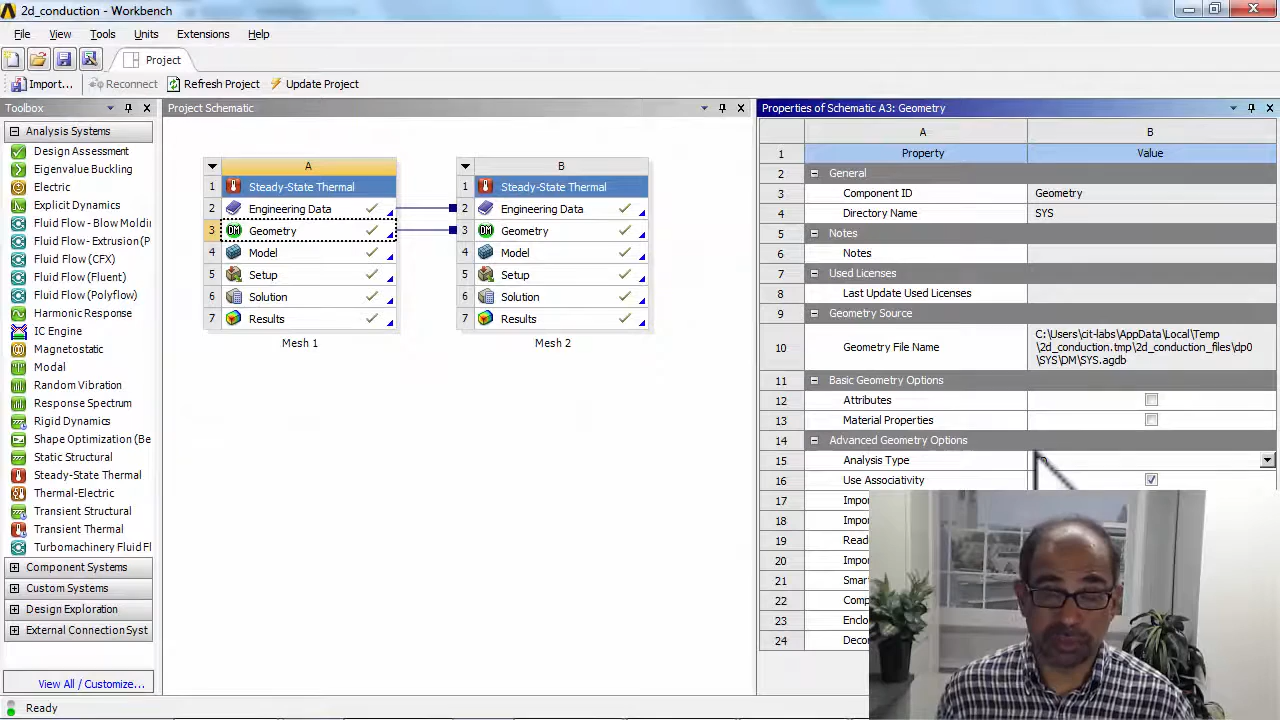 2d_conduction - Workbench
File View Tools Units Extensions Help
Project
Import... Reconnect Refresh Project Update Project
Toolbox
Analysis Systems
Design Assessment
Eigenvalue Buckling
Electric
Explicit Dynamics
Fluid Flow - Blow Moldin
Fluid Flow - Extrusion (P
Fluid Flow (CFX)
Fluid Flow (Fluent)
Fluid Flow (Polyflow)
Harmonic Response
IC Engine
Magnetostatic
Modal
Random Vibration
Response Spectrum
Rigid Dynamics
Shape Optimization (Be
Static Structural
Steady-State Thermal
Thermal-Electric
Transient Structural
Transient Thermal
Turbomachinery Fluid Fl
Component Systems
Custom Systems
Design Exploration
External Connection Syst
View All / Customize...
Ready
Project Schematic
A
1 Steady-State Thermal
2 Engineering Data
3 Geometry
4 Model
5 Setup
6 Solution
7 Results
Mesh 1
B
1 Steady-State Thermal
2 Engineering Data
3 Geometry
4 Model
5 Setup
6 Solution
7 Results
Mesh 2
Properties of Schematic A3: Geometry
A B
1 Property Value
2 General
3 Component ID Geometry
4 Directory Name SYS
5 Notes
6 Notes
7 Used Licenses
8 Last Update Used Licenses
9 Geometry Source
10 Geometry File Name C:\Users\cit-labs\AppData\Local\Temp
\2d_conduction.tmp\2d_conduction_files\dp0
\SYS\DM\SYS.agdb
11 Basic Geometry Options
12 Attributes
13 Material Properties
14 Advanced Geometry Options
15 Analysis Type
16 Use Associativity
17 Impor
18 Impor
19 Reade
20 Impor
21 Smar
22 Comp
23 Enclo
24 Deco